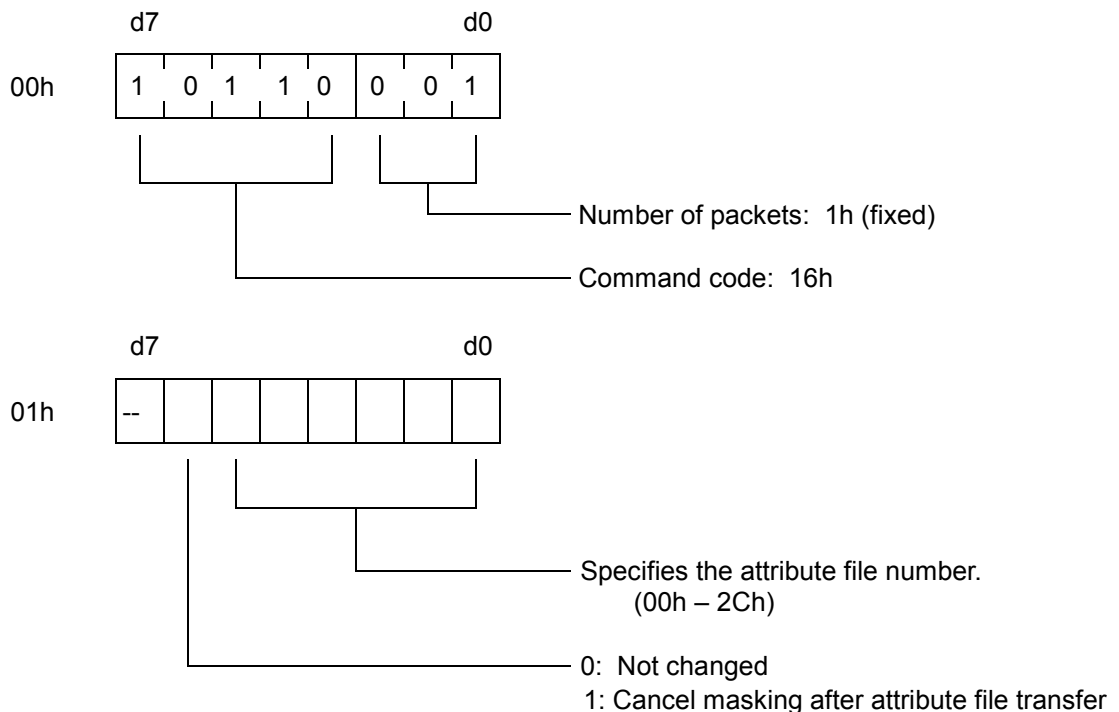 d7 d0
00h 1 0 1 1 0 0 0 1
Number of packets: 1h (fixed)
Command code: 16h
d7 d0
01h --
Specifies the attribute file number.
(00h – 2Ch)
0: Not changed
1: Cancel masking after attribute file transfer